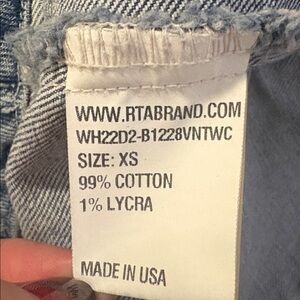 WWW.RTABRAND.COM
WH22D2-B1228VNTWC
SIZE: XS
99% COTTON
1% LYCRA
MADE IN USA